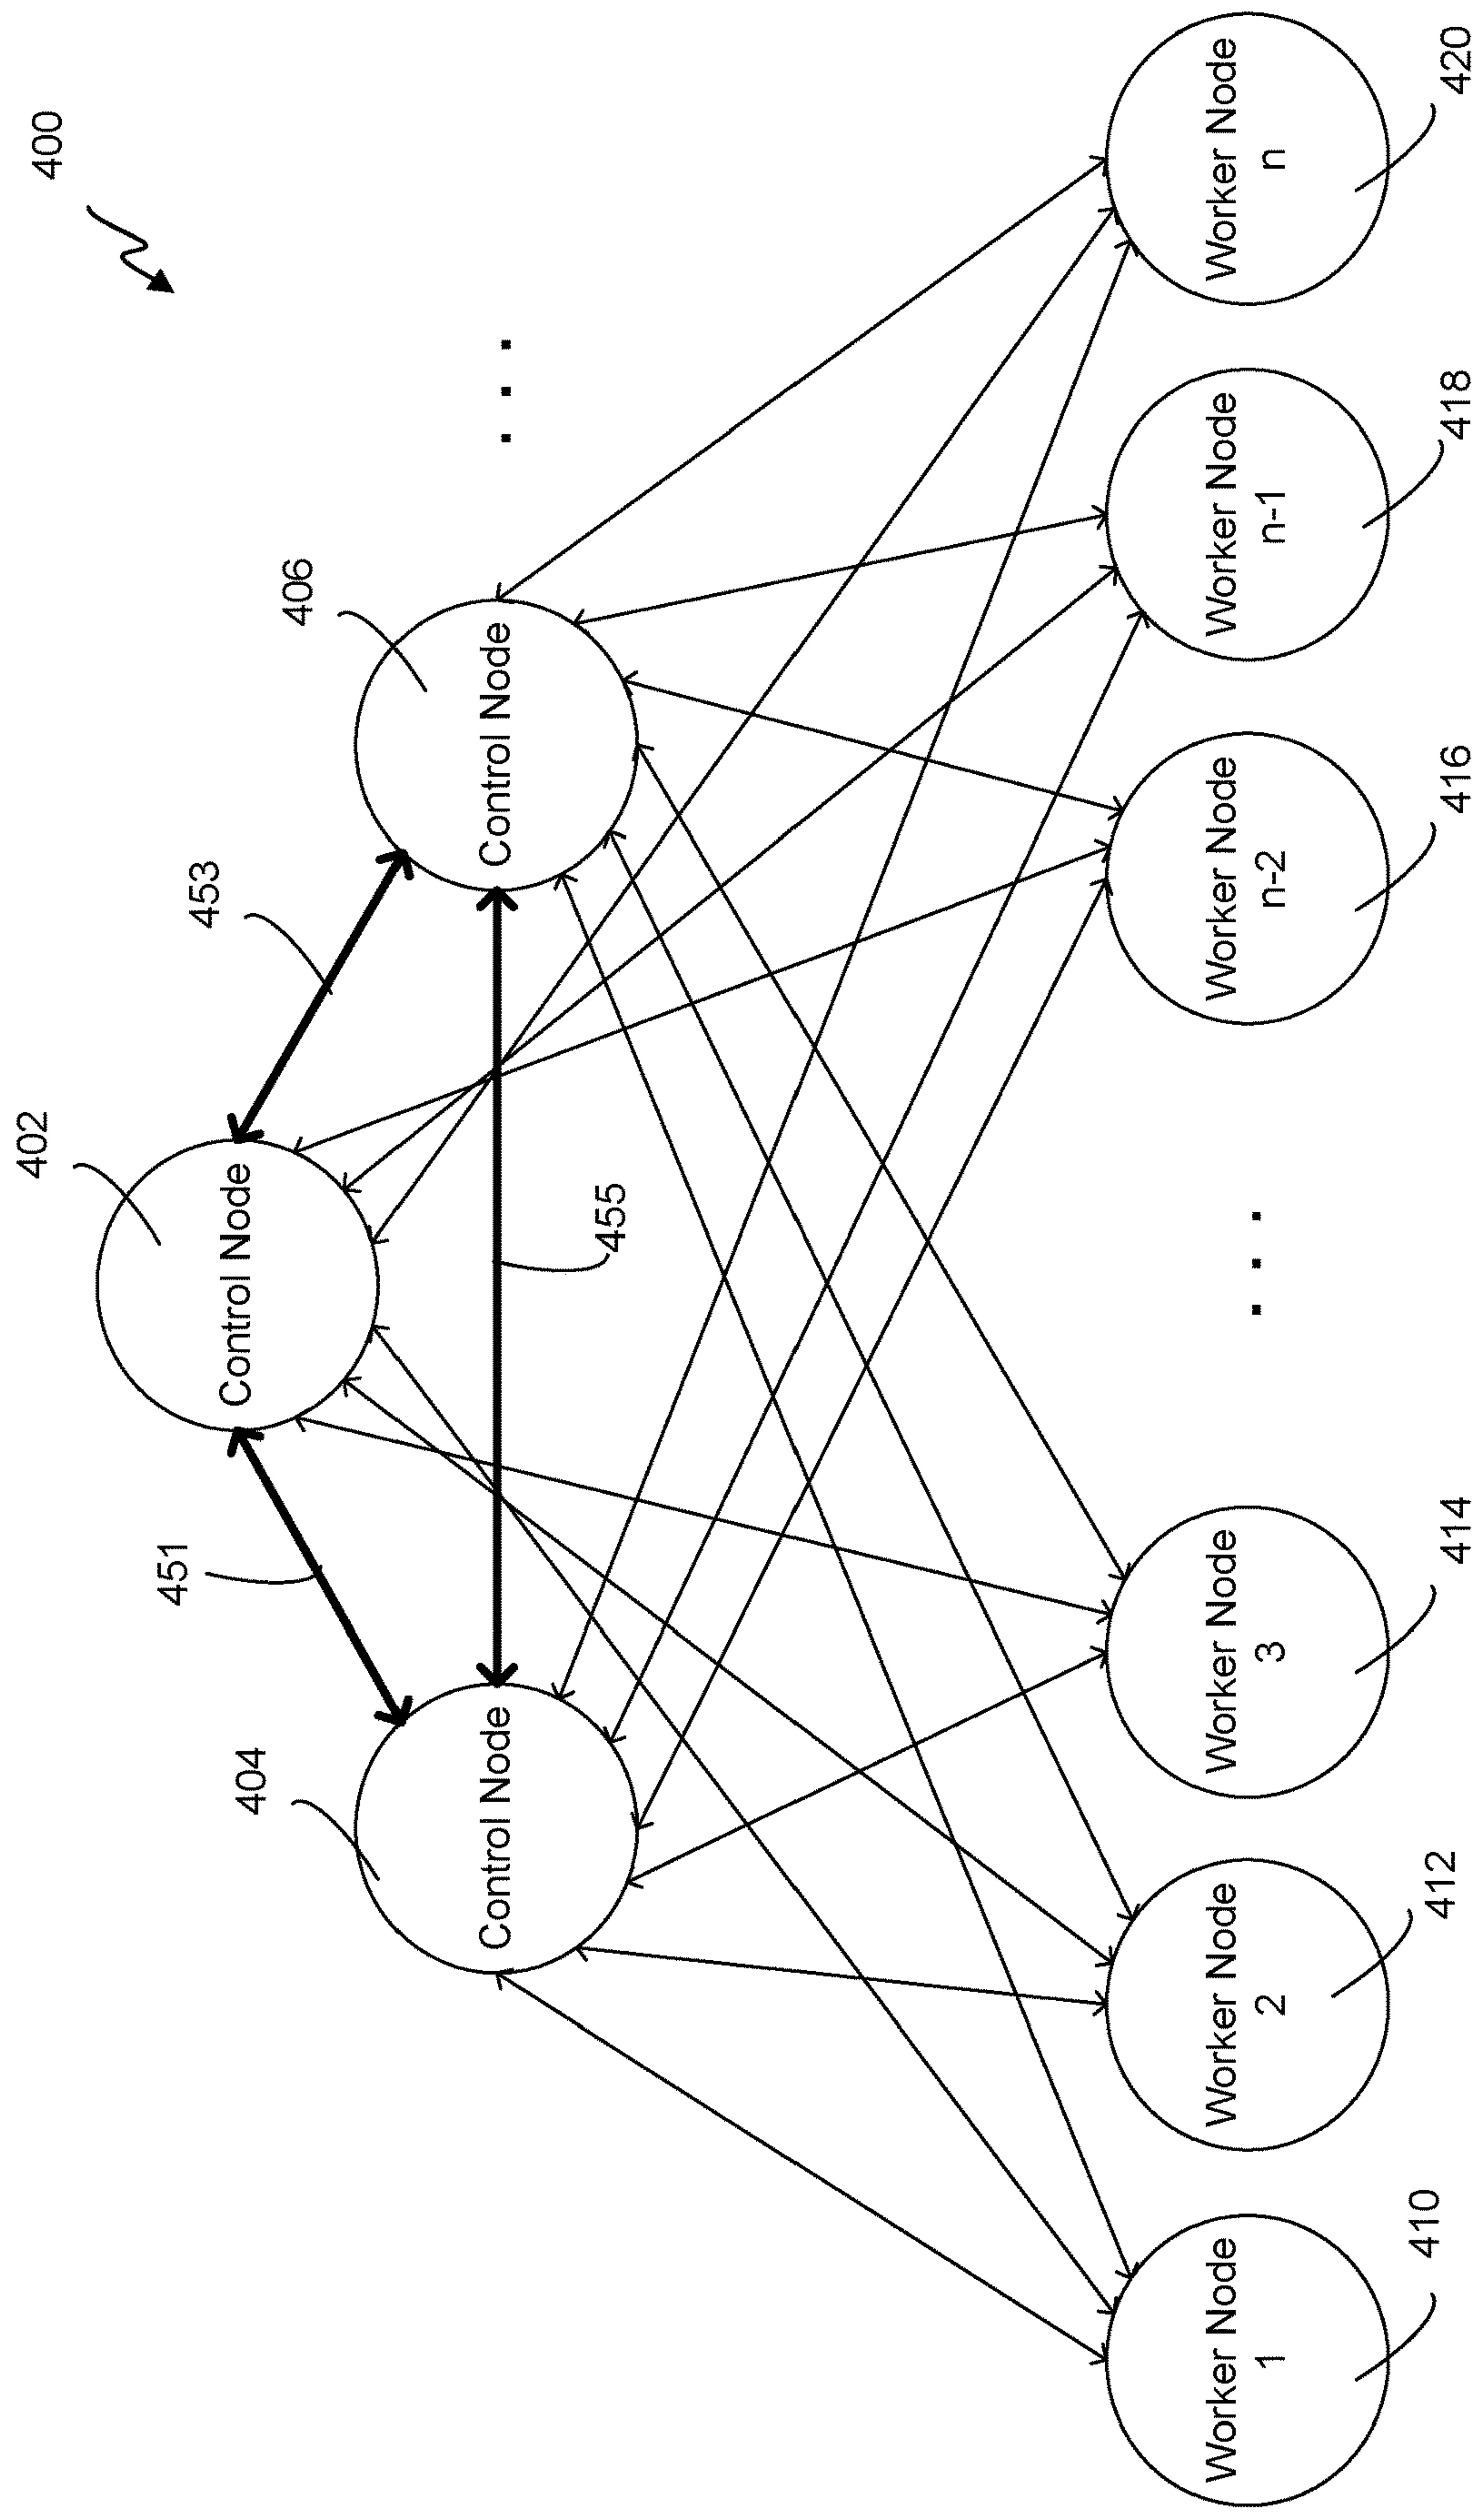 400
402
Control Node
451
453
404
Control Node
455
406
Control Node
. . .
Worker Node
1
410
Worker Node
2
412
Worker Node
3
414
. . .
Worker Node
n-2
416
Worker Node
n-1
418
Worker Node
n
420